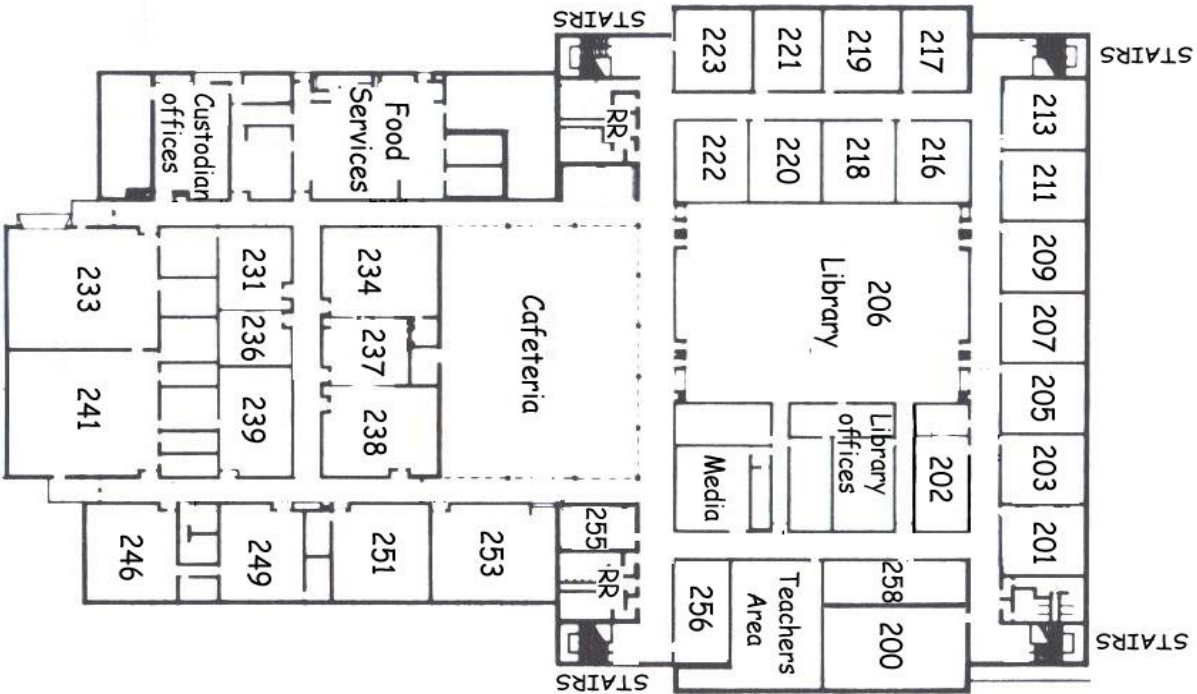 STAIRS
STAIRS
223
221
219
217
213
Custodian
offices
Food
Services
RR
222
220
218
216
211
233
231
234
Cafeteria
206
Library
209
236
237
207
241
239
238
Library
offices
205
Media
202
203
246
249
251
253
255
RR
201
256
Teachers
Area
258
200
STAIRS
STAIRS